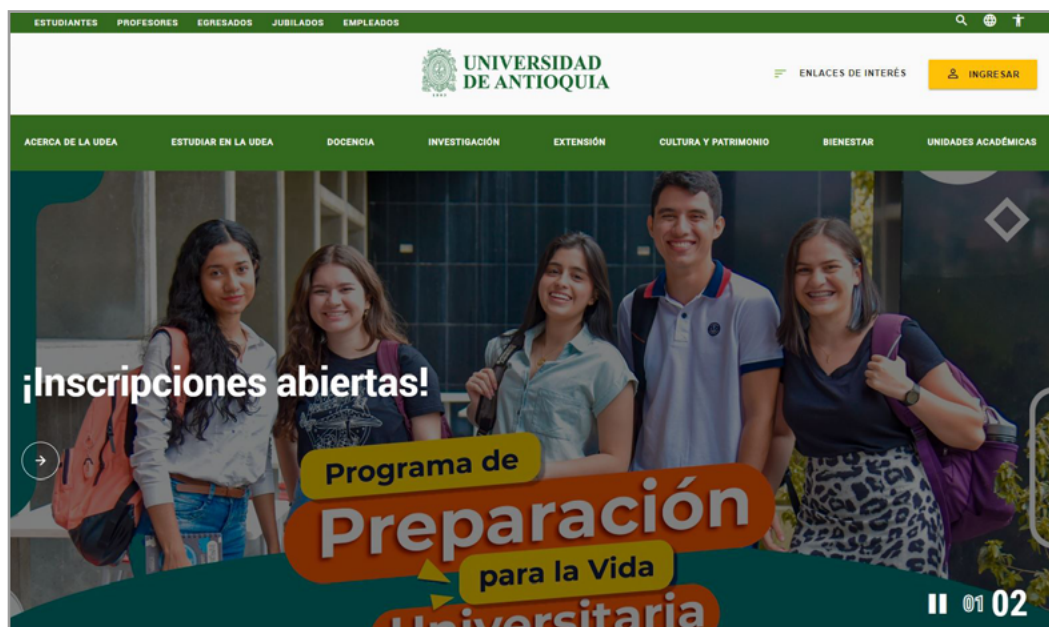 ESTUDIANTES PROFESORES EGRESADOS JUBILADOS EMPLEADOS
UNIVERSIDAD
DE ANTIOQUIA
1803
ENLACES DE INTERÉS
INGRESAR
ACERCA DE LA UDEA ESTUDIAR EN LA UDEA DOCENCIA INVESTIGACIÓN EXTENSIÓN CULTURA Y PATRIMONIO BIENESTAR UNIDADES ACADÉMICAS
¡Inscripciones abiertas!
Programa de
Preparación
para la Vida
Universitaria
01 02